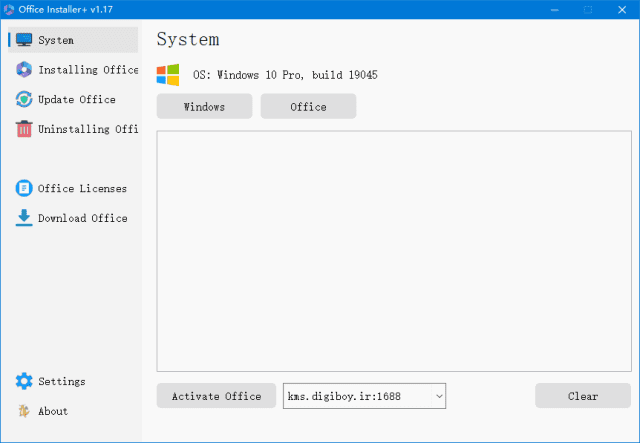 Office Installer+ v1.17
System
Installing Office
Update Office
Uninstalling Offi
Office Licenses
Download Office
Settings
About
System
OS: Windows 10 Pro, build 19045
Windows
Office
Activate Office
kms.digiboy.ir:1688
Clear